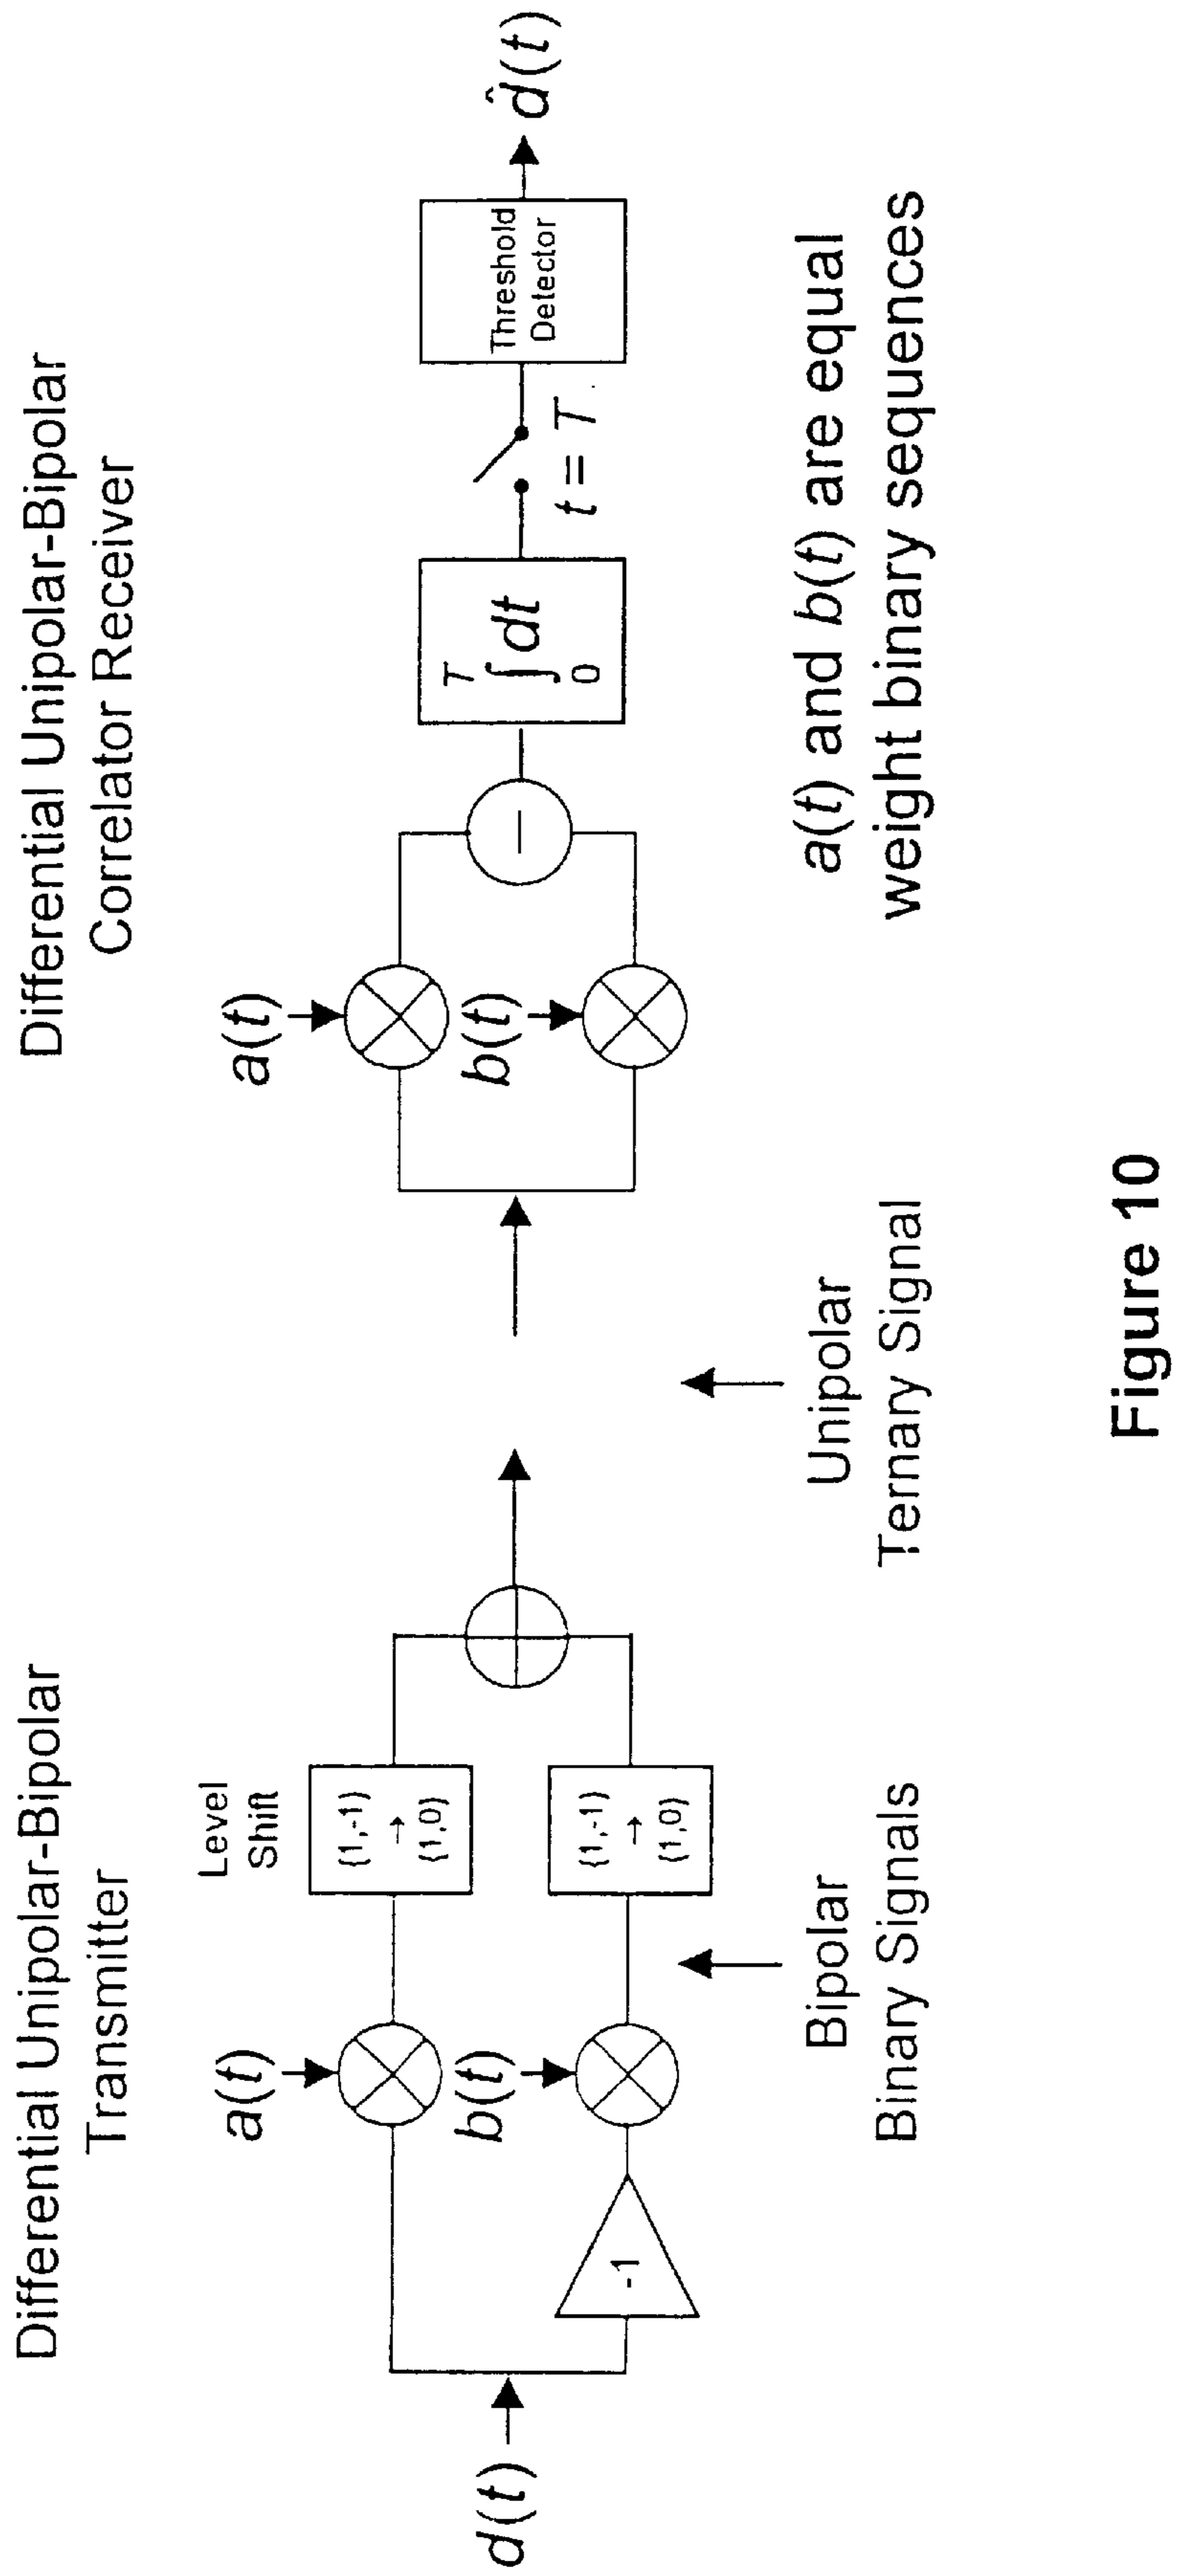 Differential Unipolar-Bipolar
Transmitter
Differential Unipolar-Bipolar
Correlator Receiver
Level
Shift
a(t)
{1,-1}
→
{1,0}
a(t)
d(t)
b(t)
-1
{1,-1}
→
{1,0}
b(t)
T
∫ dt
0
t = T
Threshold
Detector
d̂(t)
Bipolar
Binary Signals
Unipolar
Ternary Signal
a(t) and b(t) are equal
weight binary sequences
Figure 10